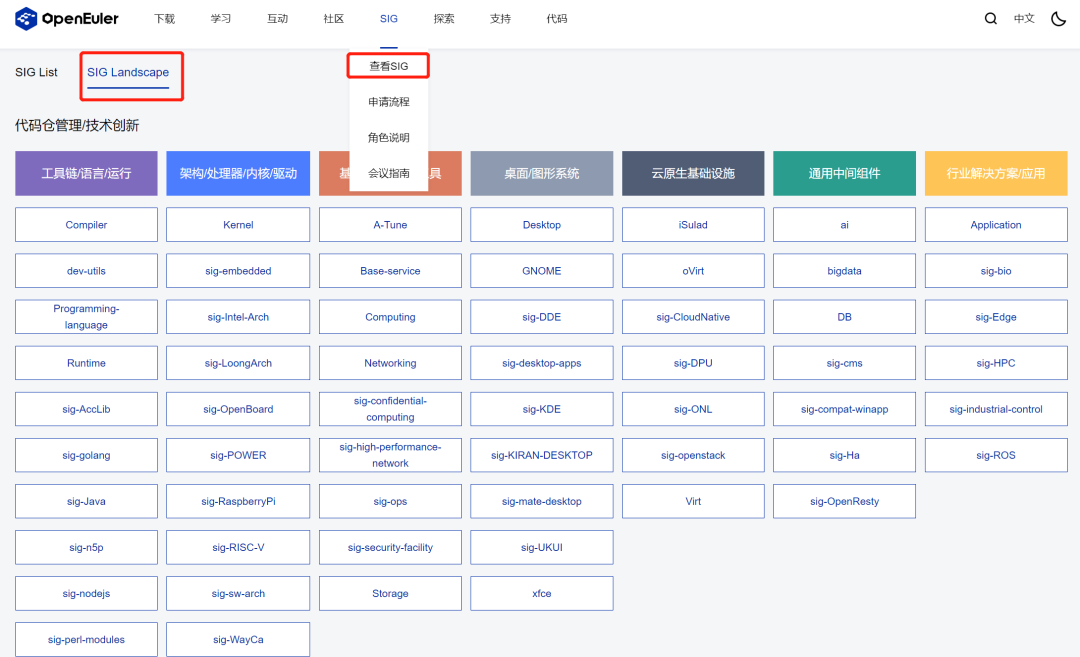 openEuler
下载
学习
互动
社区
SIG
探索
支持
代码
中文
SIG List
SIG Landscape
查看SIG
申请流程
角色说明
会议指南
代码仓管理/技术创新
工具链/语言/运行
架构/处理器/内核/驱动
基
具
桌面/图形系统
云原生基础设施
通用中间组件
行业解决方案/应用
Compiler
Kernel
A-Tune
Desktop
iSulad
ai
Application
dev-utils
sig-embedded
Base-service
GNOME
oVirt
bigdata
sig-bio
Programming-
language
sig-Intel-Arch
Computing
sig-DDE
sig-CloudNative
DB
sig-Edge
Runtime
sig-LoongArch
Networking
sig-desktop-apps
sig-DPU
sig-cms
sig-HPC
sig-AccLib
sig-OpenBoard
sig-confidential-
computing
sig-KDE
sig-ONL
sig-compat-winapp
sig-industrial-control
sig-golang
sig-POWER
sig-high-performance-
network
sig-KIRAN-DESKTOP
sig-openstack
sig-Ha
sig-ROS
sig-Java
sig-RaspberryPi
sig-ops
sig-mate-desktop
Virt
sig-OpenResty
sig-n5p
sig-RISC-V
sig-security-facility
sig-UKUI
sig-nodejs
sig-sw-arch
Storage
xfce
sig-perl-modules
sig-WayCa